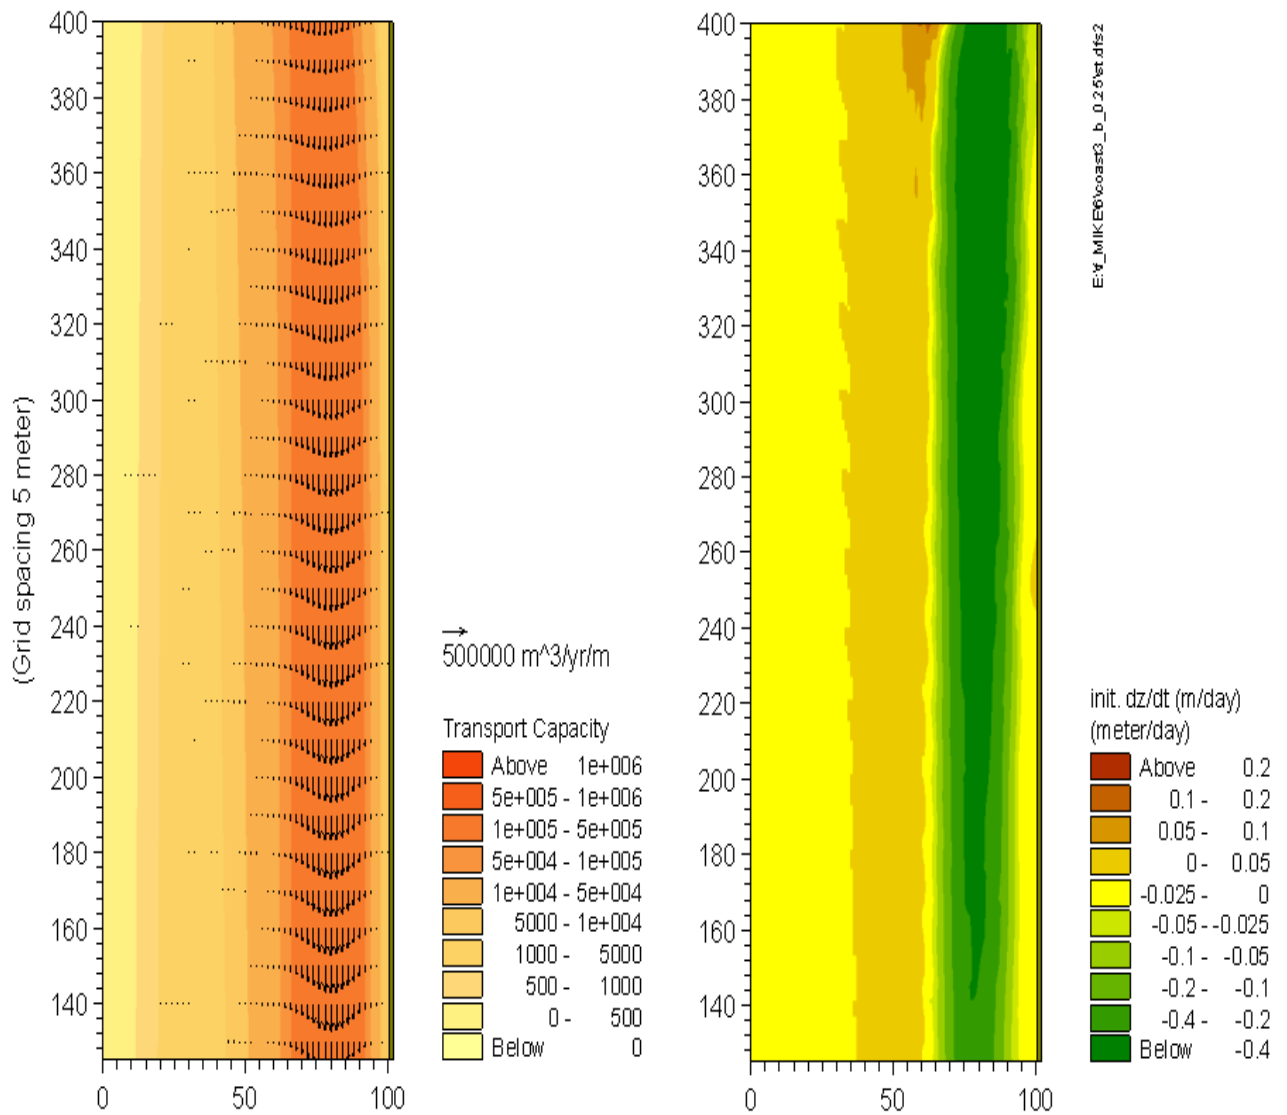 400
380
360
340
320
300
280
260
240
220
200
180
160
140
0
50
100
(Grid spacing 5 meter)
500000 m^3/yr/m
Transport Capacity
Above 1e+006
5e+005 - 1e+006
1e+005 - 5e+005
5e+004 - 1e+005
1e+004 - 5e+004
5000 - 1e+004
1000 - 5000
500 - 1000
0 - 500
Below 0
400
380
360
340
320
300
280
260
240
220
200
180
160
140
0
50
100
init. dz/dt (m/day)
(meter/day)
Above 0.2
0.1 - 0.2
0.05 - 0.1
0 - 0.05
-0.025 - 0
-0.05 - -0.025
-0.1 - -0.05
-0.2 - -0.1
-0.4 - -0.2
Below -0.4